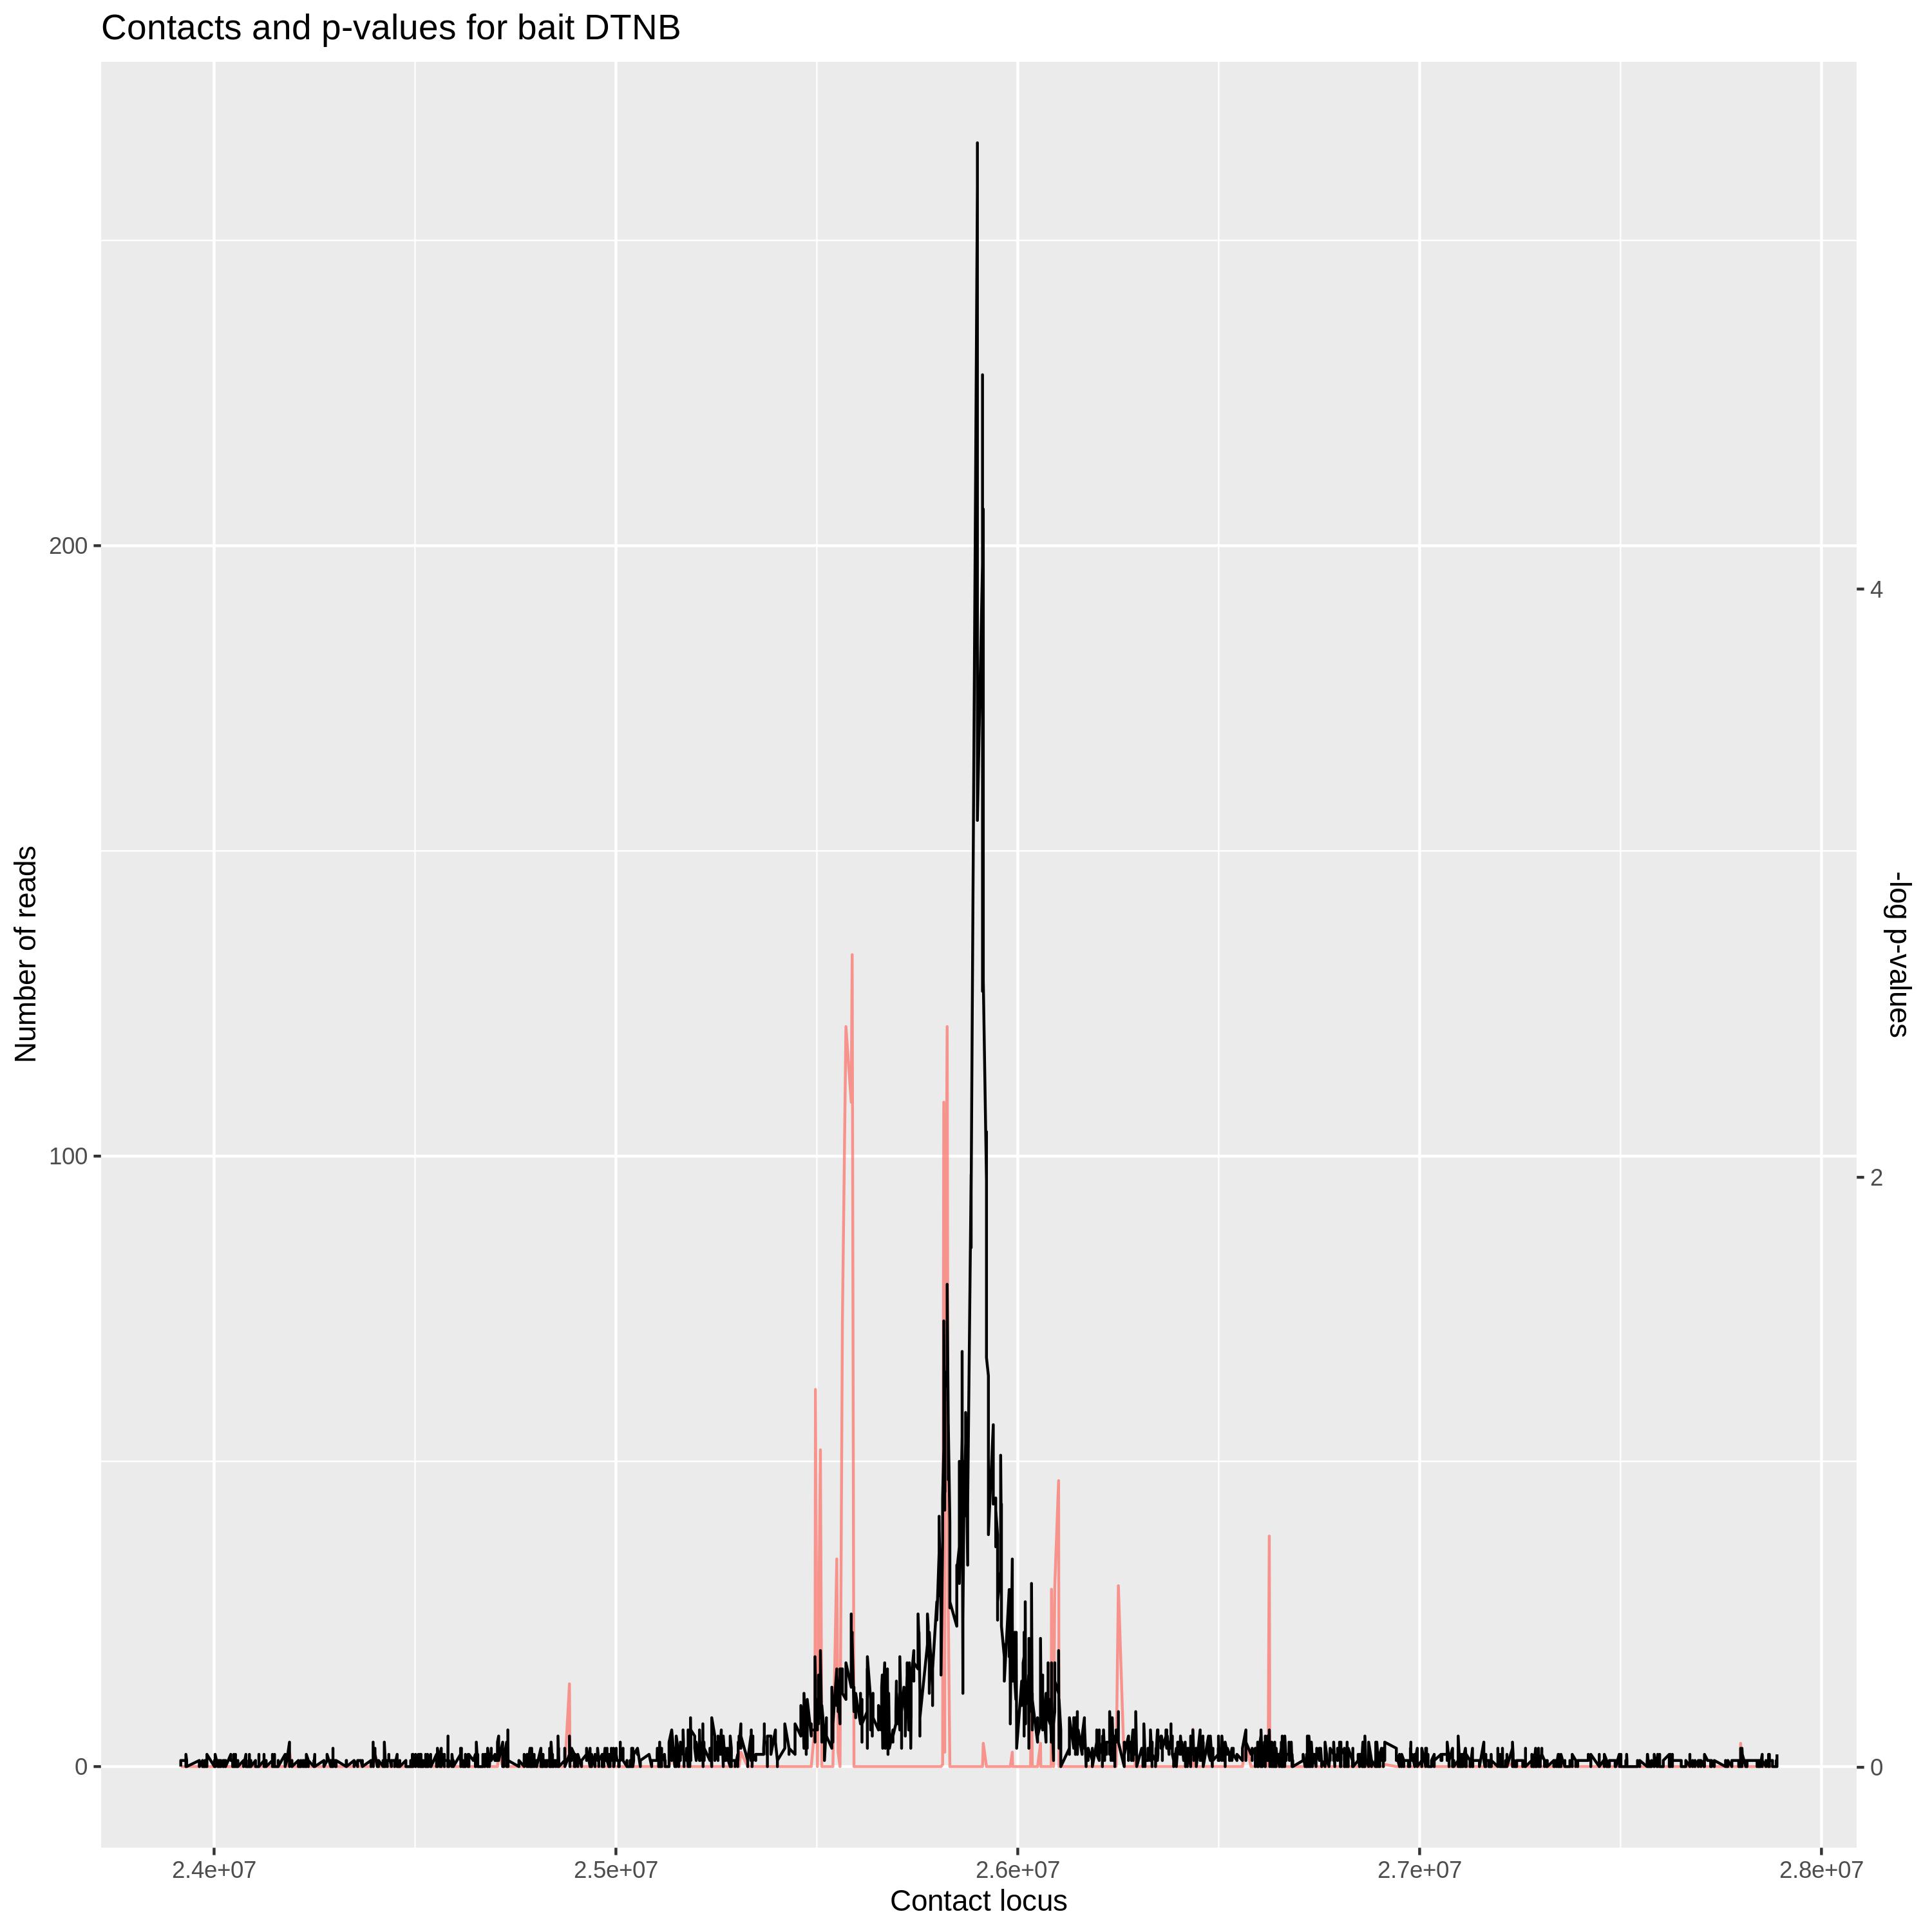 Contacts and p-values for bait DTNB
Number of reads
200
100
0
4
2
0
-log p-values
2.4e+07
2.5e+07
2.6e+07
2.7e+07
2.8e+07
Contact locus